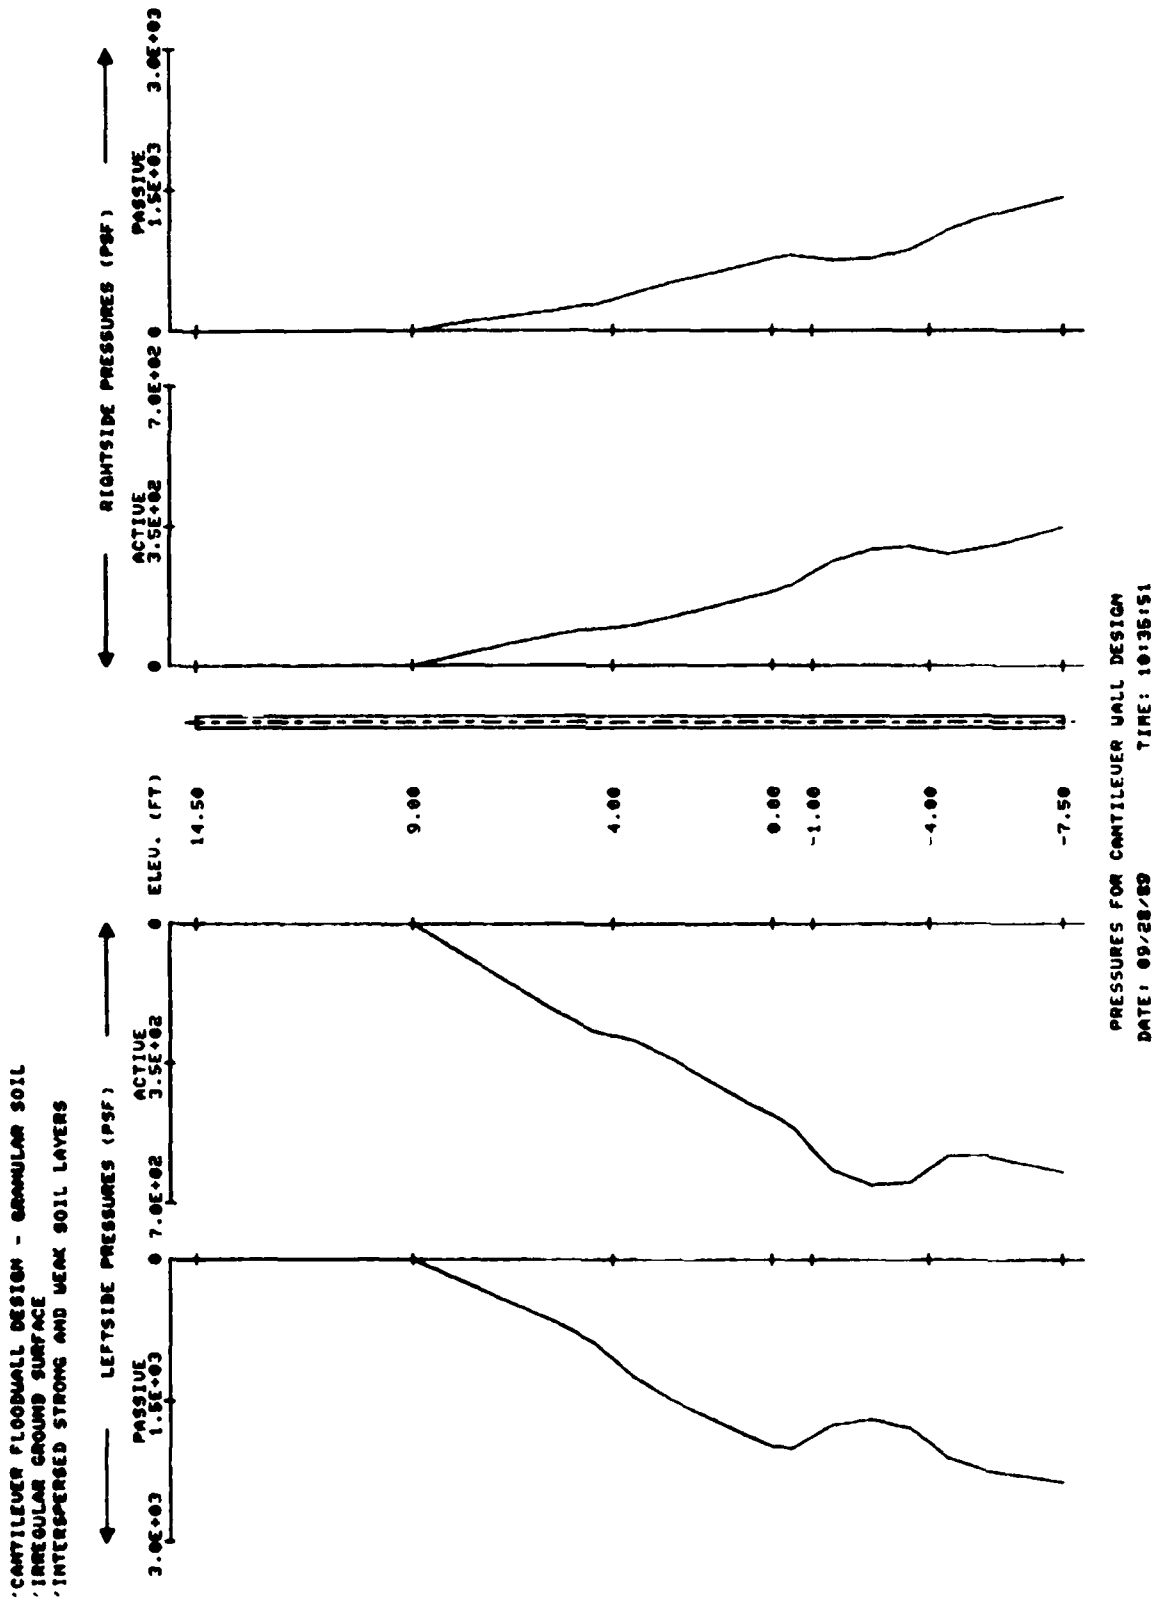 'CANTILEVER FLOODWALL DESIGN - GRANULAR SOIL
'IRREGULAR GROUND SURFACE
'INTERSPERSED STRONG AND WEAK SOIL LAYERS
LEFTSIDE PRESSURES (PSF)
RIGHTSIDE PRESSURES (PSF)
PASSIVE
ACTIVE
ACTIVE
PASSIVE
3.0E+03
1.5E+03
0
7.0E+02
3.5E+02
0
ELEV. (FT)
0
3.5E+02
7.0E+02
0
1.5E+03
3.0E+03
14.50
9.00
4.00
0.00
-1.00
-4.00
-7.50
PRESSURES FOR CANTILEVER WALL DESIGN
DATE: 09/28/89 TIME: 10:35:51